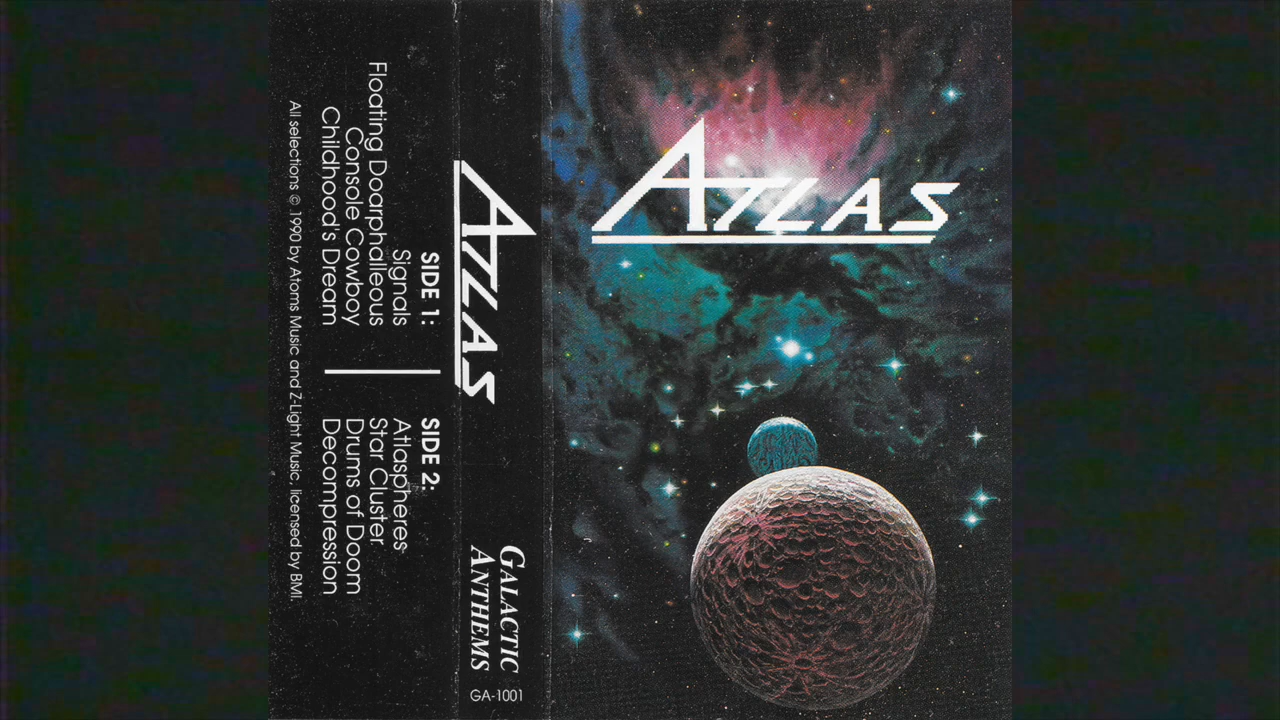 SIDE 1:
Signals
Floating Doarphalleous
Console Cowboy
Childhood's Dream
SIDE 2:
Atlaspheres
Star Cluster
Drums of Doom
Decompression
All selections © 1990 by Atoms Music and Z-Light Music, licensed by BMI.
ATLAS
GALACTIC
ANTHEMS
GA-1001
ATLAS